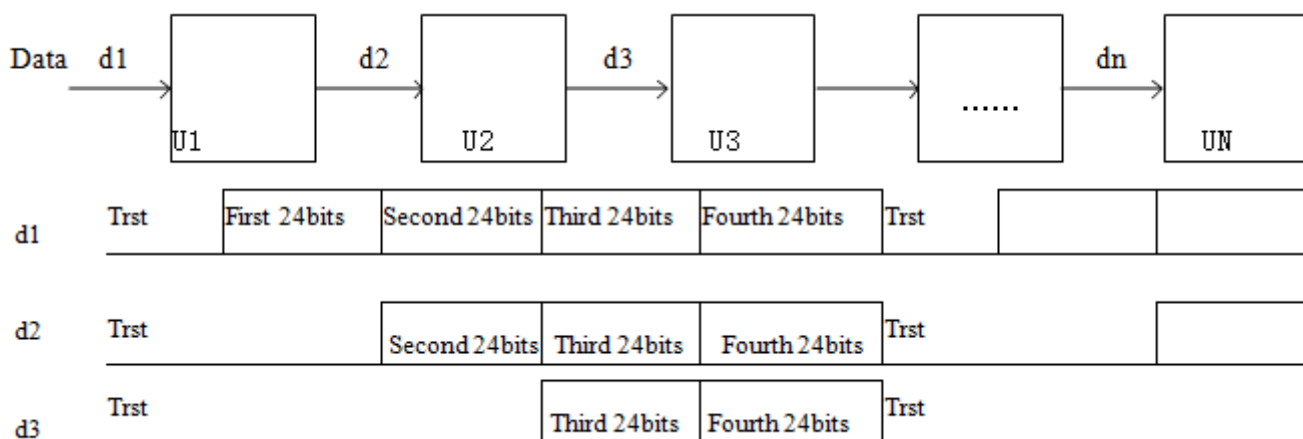 Data d1 d2 d3 dn
U1 U2 U3 ...... UN
d1 Trst First 24bits Second 24bits Third 24bits Fourth 24bits Trst
d2 Trst Second 24bits Third 24bits Fourth 24bits Trst
d3 Trst Third 24bits Fourth 24bits Trst